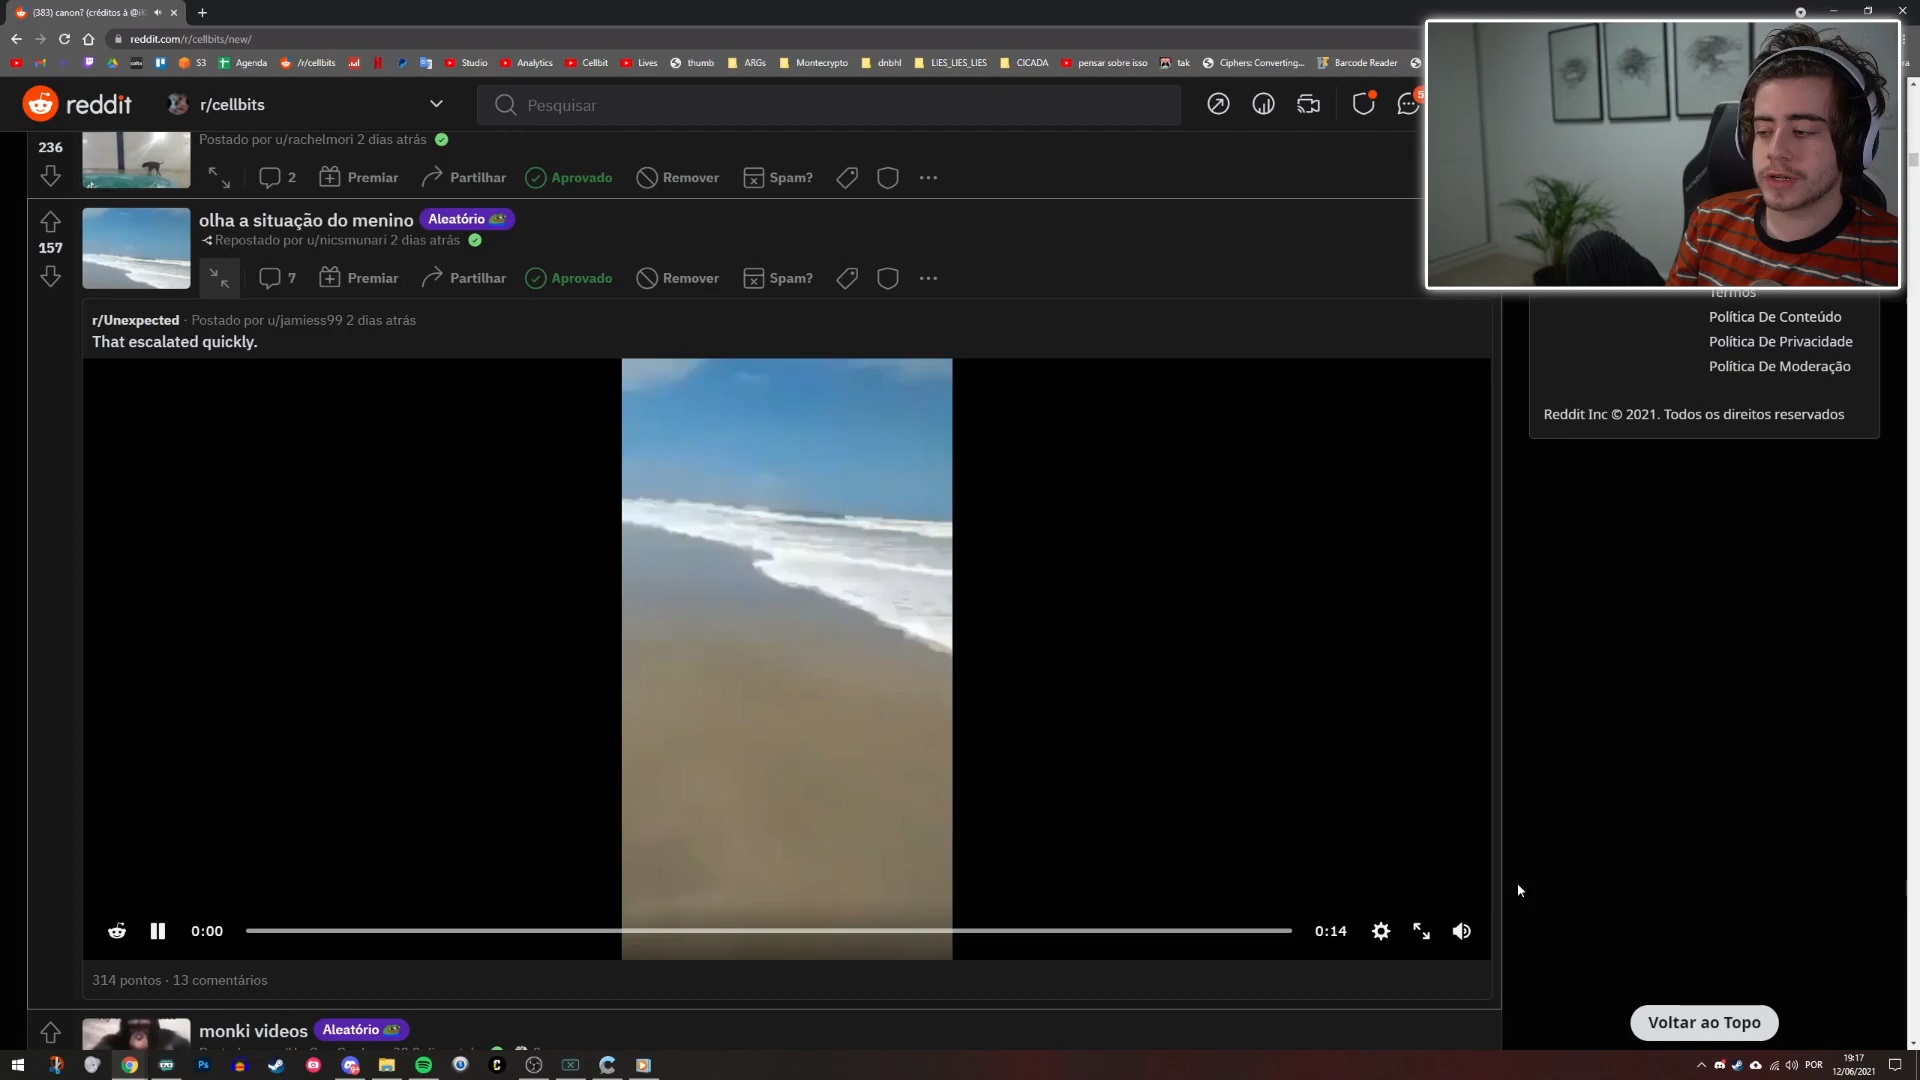 (383) canon? (créditos à @i
reddit.com/r/cellbits/new/
S3
Agenda
/r/cellbits
Studio
Analytics
Cellbit
Lives
thumb
ARGs
Montecrypto
dnbhl
LIES_LIES_LIES
CICADA
pensar sobre isso
tak
Ciphers: Converting...
Barcode Reader
reddit
r/cellbits
Pesquisar
5
236
Postado por u/rachelmori 2 dias atrás
2
Premiar
Partilhar
Aprovado
Remover
Spam?
157
olha a situação do menino
Aleatório
Repostado por u/nicsmunari 2 dias atrás
7
Premiar
Partilhar
Aprovado
Remover
Spam?
r/Unexpected · Postado por u/jamiess99 2 dias atrás
That escalated quickly.
0:00
0:14
314 pontos · 13 comentários
monki videos
Aleatório
Termos
Política De Conteúdo
Política De Privacidade
Política De Moderação
Reddit Inc © 2021. Todos os direitos reservados
Voltar ao Topo
Ps
POR
19:17
12/06/2021